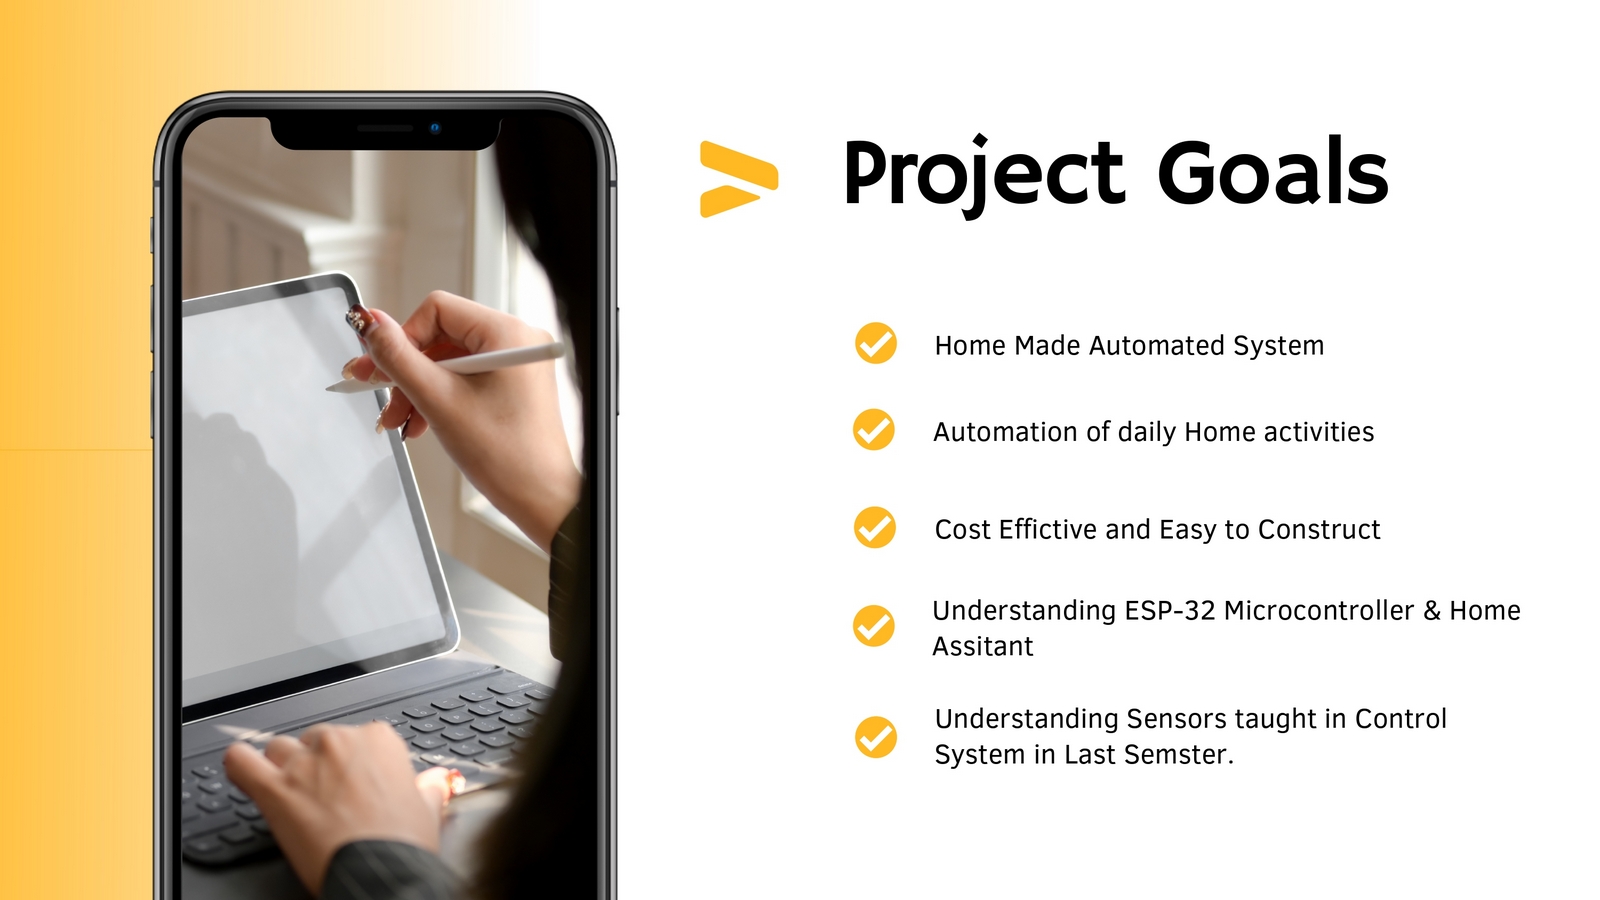 Project Goals
Home Made Automated System
Automation of daily Home activities
Cost Effictive and Easy to Construct
Understanding ESP-32 Microcontroller & Home
Assitant
Understanding Sensors taught in Control
System in Last Semster.